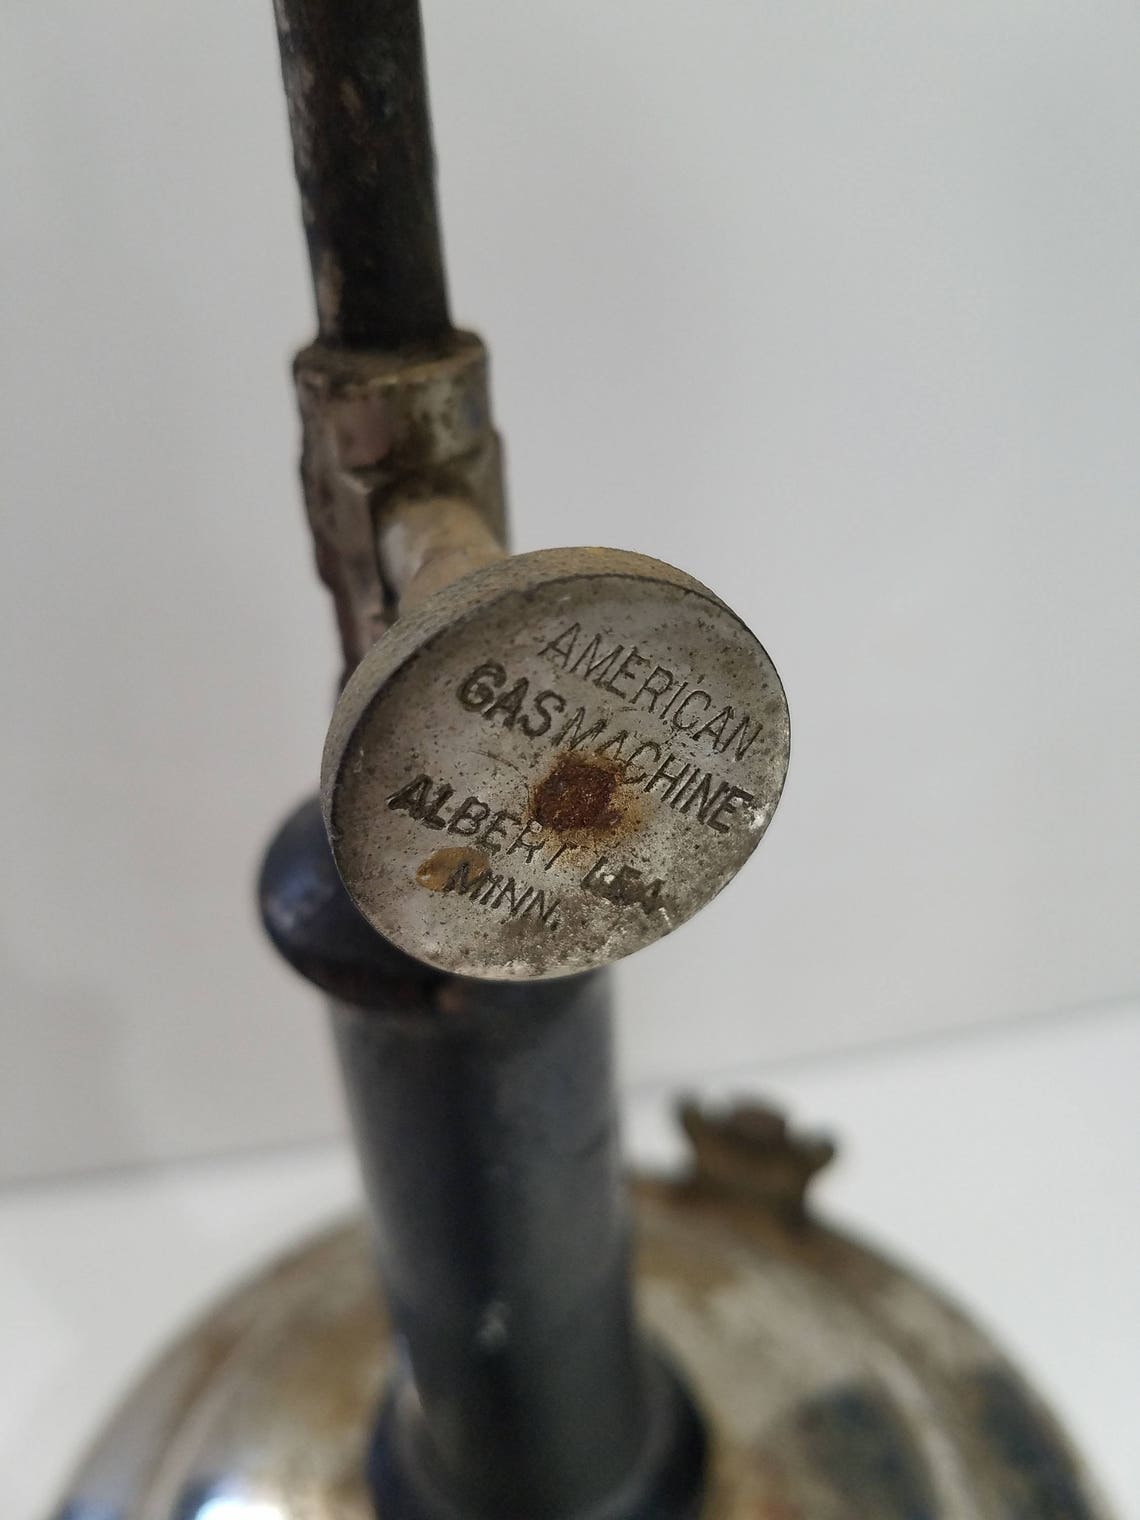 AMERICAN
GAS MACHINE
ALBERT LEA
MINN.